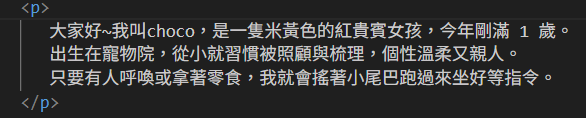 <p>
大家好~我叫choco，是一隻米黃色的紅貴賓女孩，今年剛滿 1 歲。
出生在寵物院，從小就習慣被照顧與梳理，個性溫柔又親人。
只要有人呼喚或拿著零食，我就會搖著小尾巴跑過來坐好等指令。
</p>